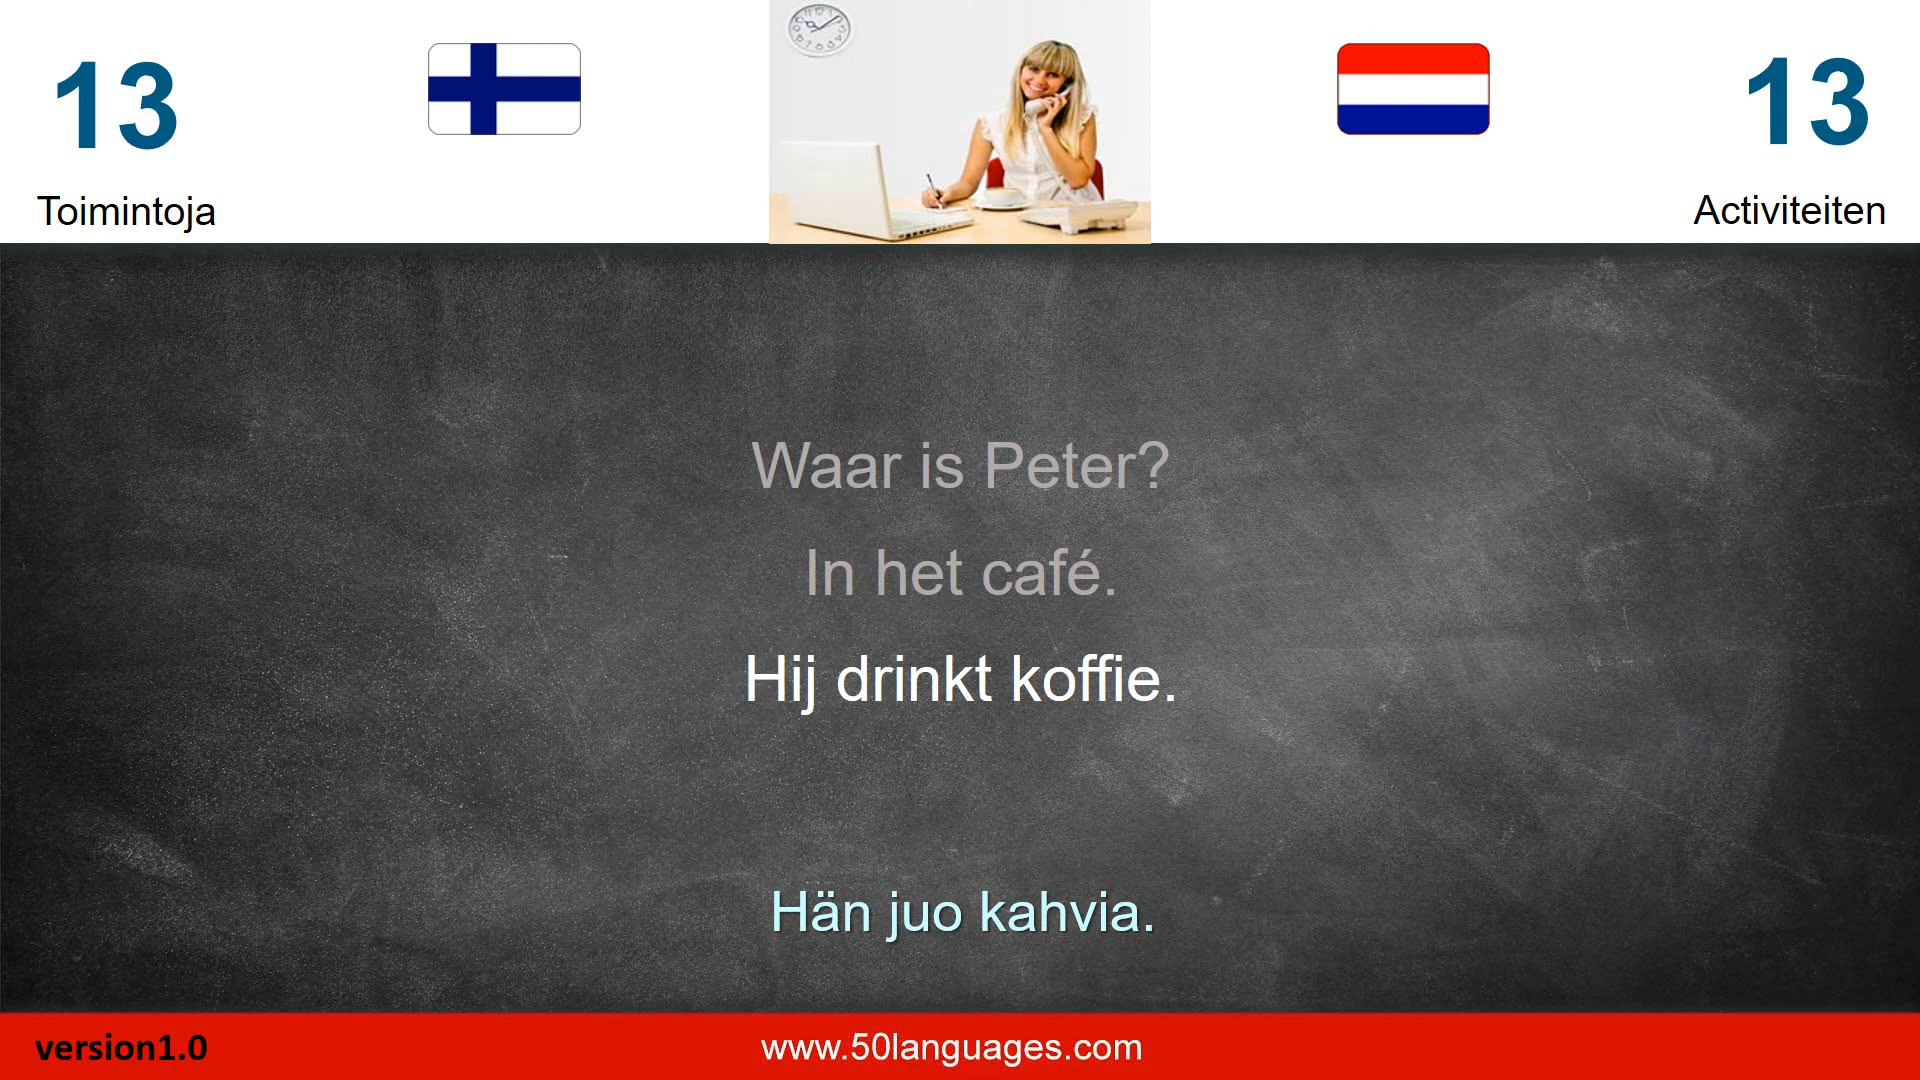 13
13
Toimintoja
Activiteiten
Waar is Peter?
In het café.
Hij drinkt koffie.
Hän juo kahvia.
version1.0
www.50languages.com